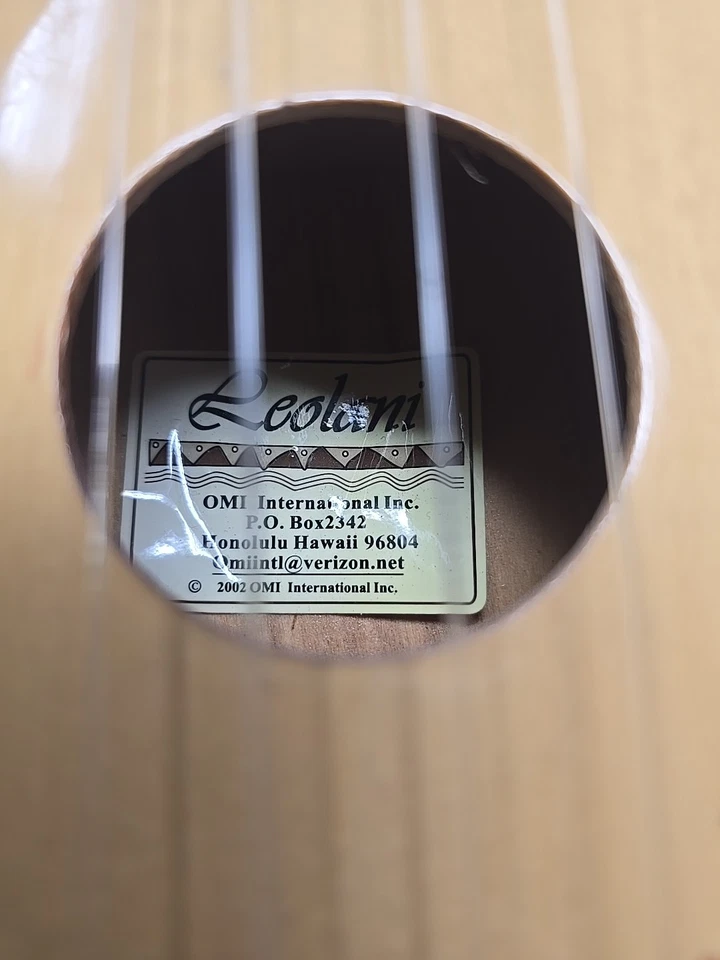 Leolani
OMI International Inc.
P.O. Box2342
Honolulu Hawaii 96804
Omiintl@verizon.net
© 2002 OMI International Inc.